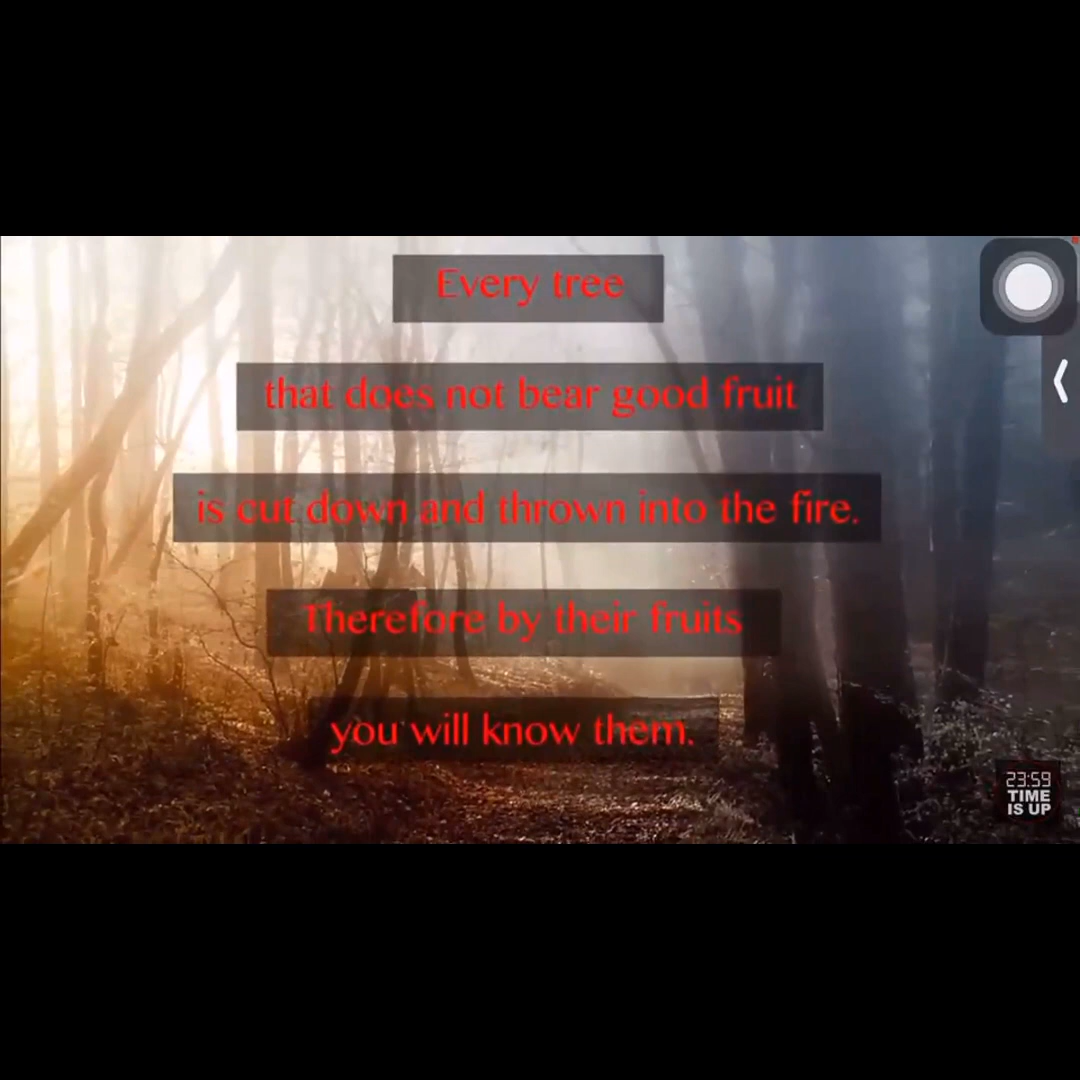 Every tree
that does not bear good fruit
is cut down and thrown into the fire.
Therefore by their fruits
you will know them.
23:59
TIME
IS UP